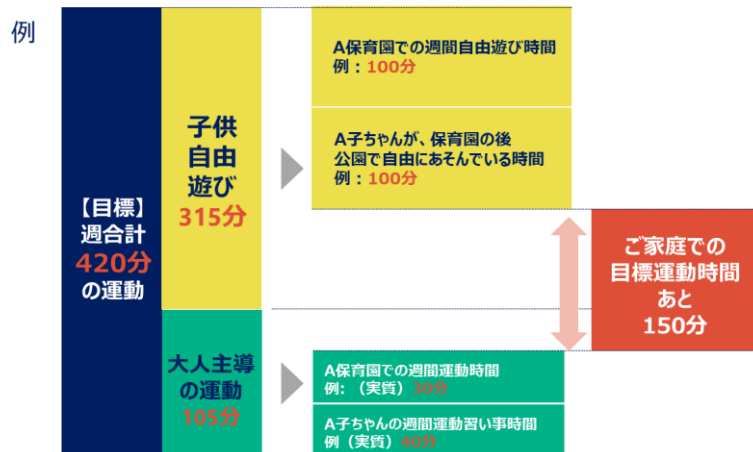 例
【目標】
週合計
420分
の運動
子供
自由
遊び
315分
A保育園での週間自由遊び時間
例：100分
A子ちゃんが、保育園の後
公園で自由にあそんでいる時間
例：100分
ご家庭での
目標運動時間
あと
150分
大人主導
の運動
105分
A保育園での週間運動時間
例:（実質）30分
A子ちゃんの週間運動習い事時間
例（実質）40分